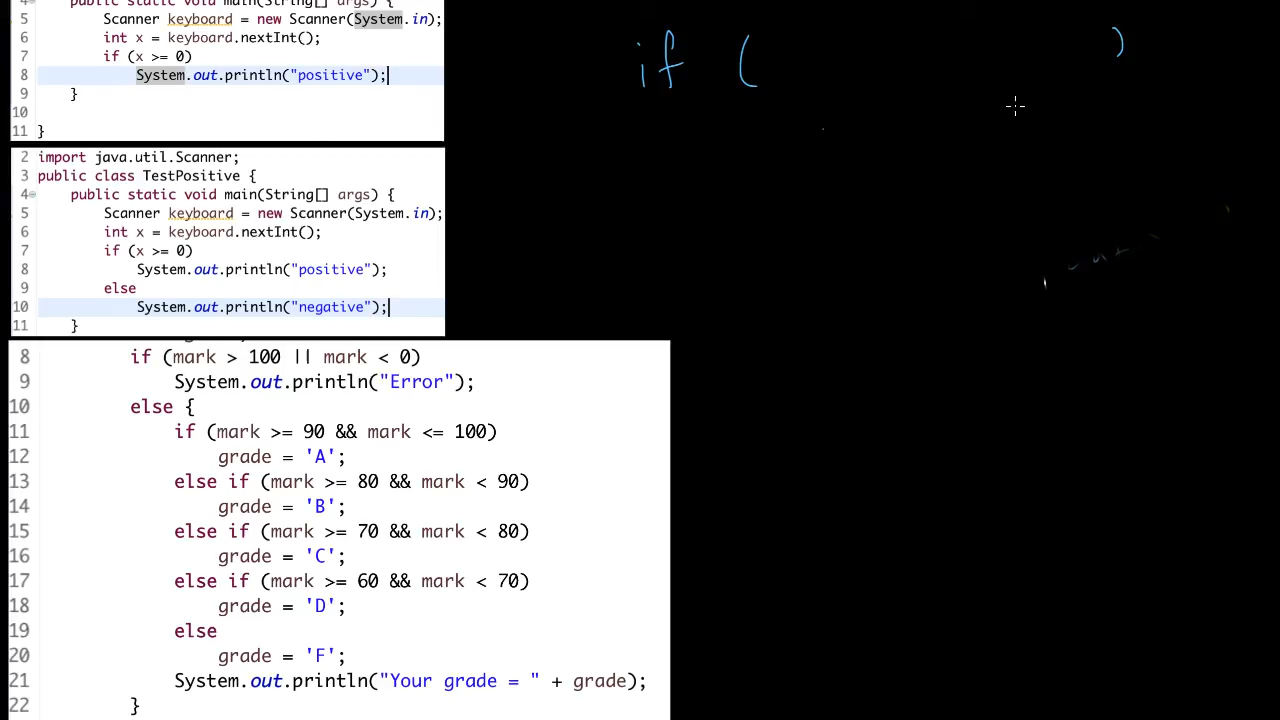 4 public static void main(String[] args) {
5 Scanner keyboard = new Scanner(System.in);
6 int x = keyboard.nextInt();
7 if (x >= 0)
8 System.out.println("positive");
9 }
10
11 }
2 import java.util.Scanner;
3 public class TestPositive {
4 public static void main(String[] args) {
5 Scanner keyboard = new Scanner(System.in);
6 int x = keyboard.nextInt();
7 if (x >= 0)
8 System.out.println("positive");
9 else
10 System.out.println("negative");
11 }
8 if (mark > 100 || mark < 0)
9 System.out.println("Error");
10 else {
11 if (mark >= 90 && mark <= 100)
12 grade = 'A';
13 else if (mark >= 80 && mark < 90)
14 grade = 'B';
15 else if (mark >= 70 && mark < 80)
16 grade = 'C';
17 else if (mark >= 60 && mark < 70)
18 grade = 'D';
19 else
20 grade = 'F';
21 System.out.println("Your grade = " + grade);
22 }
if ( )